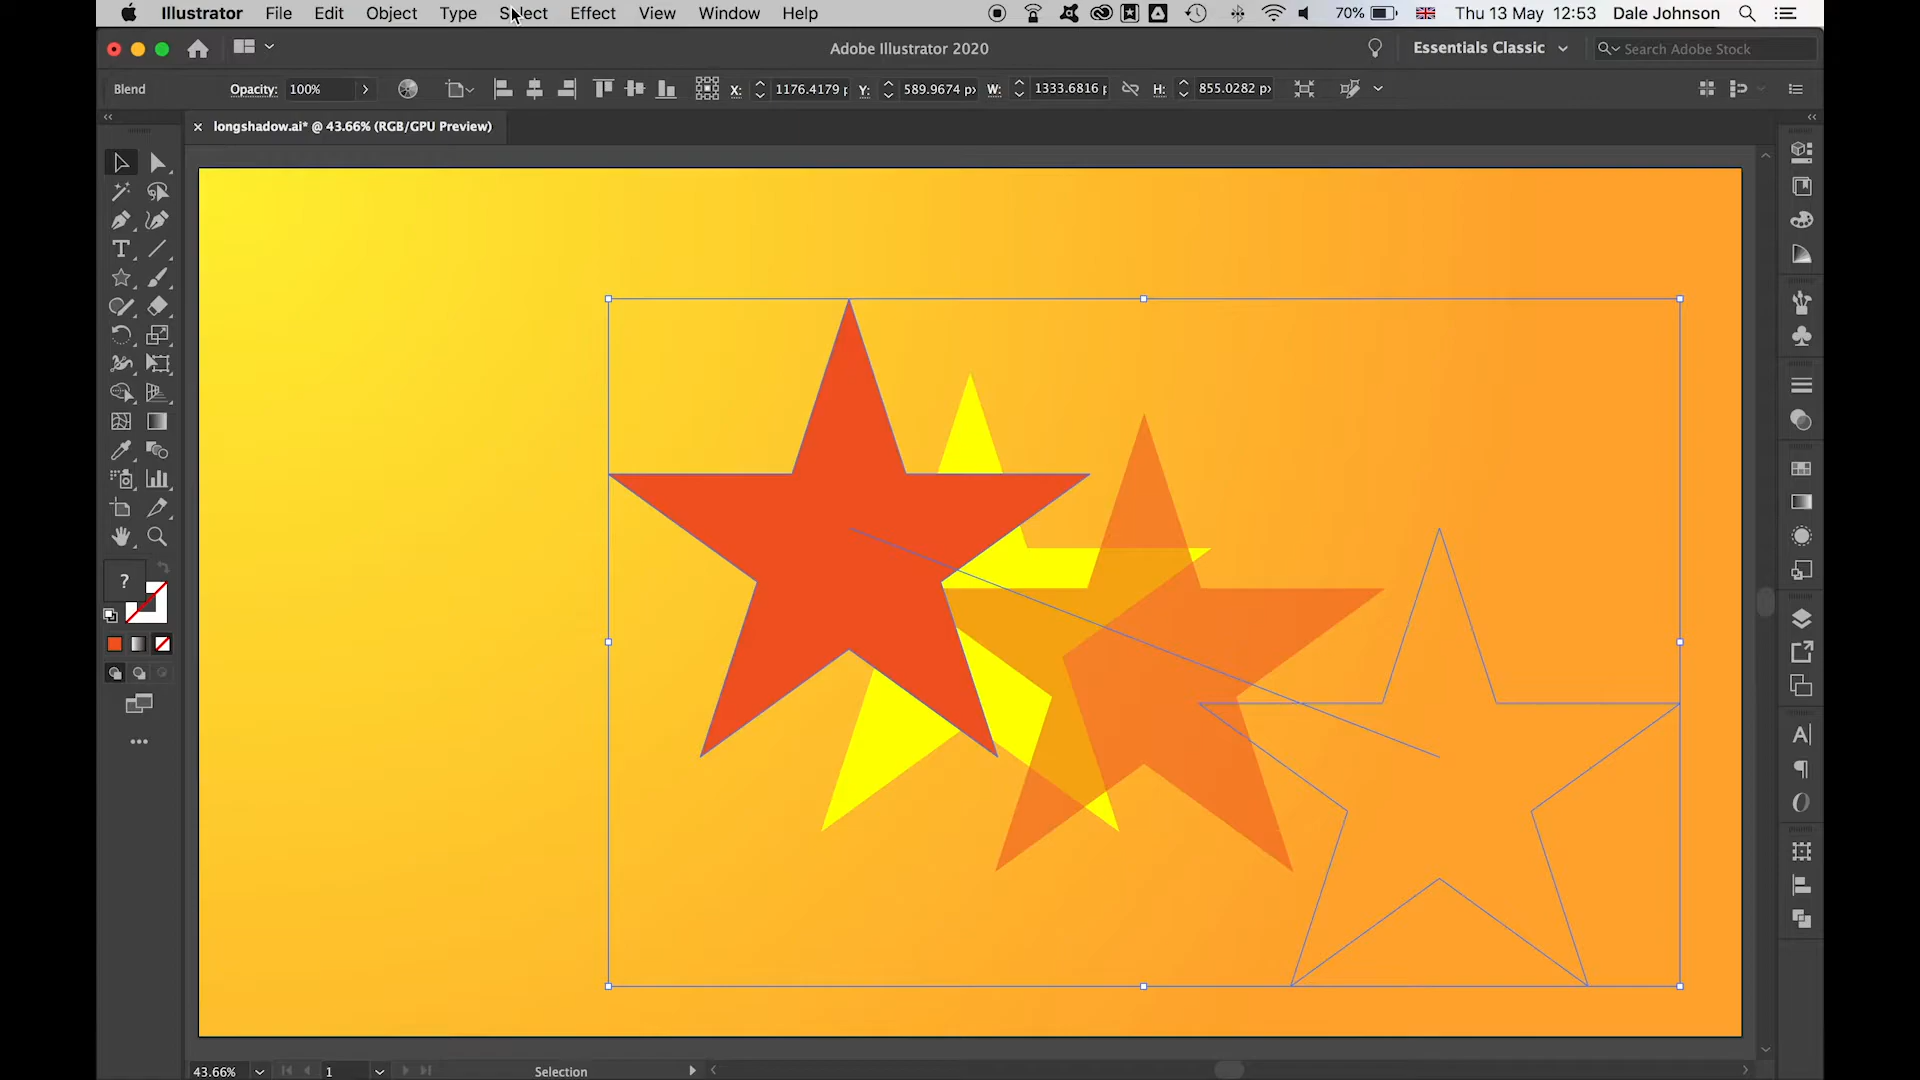 Illustrator File Edit Object Type Select Effect View Window Help 70% Thu 13 May 12:53 Dale Johnson
Adobe Illustrator 2020 Essentials Classic Search Adobe Stock
Blend Opacity: 100% X: 1176.4179 p Y: 589.9674 px W: 1333.6816 p H: 855.0282 px
longshadow.ai* @ 43.66% (RGB/GPU Preview)
?
43.66% 1 Selection